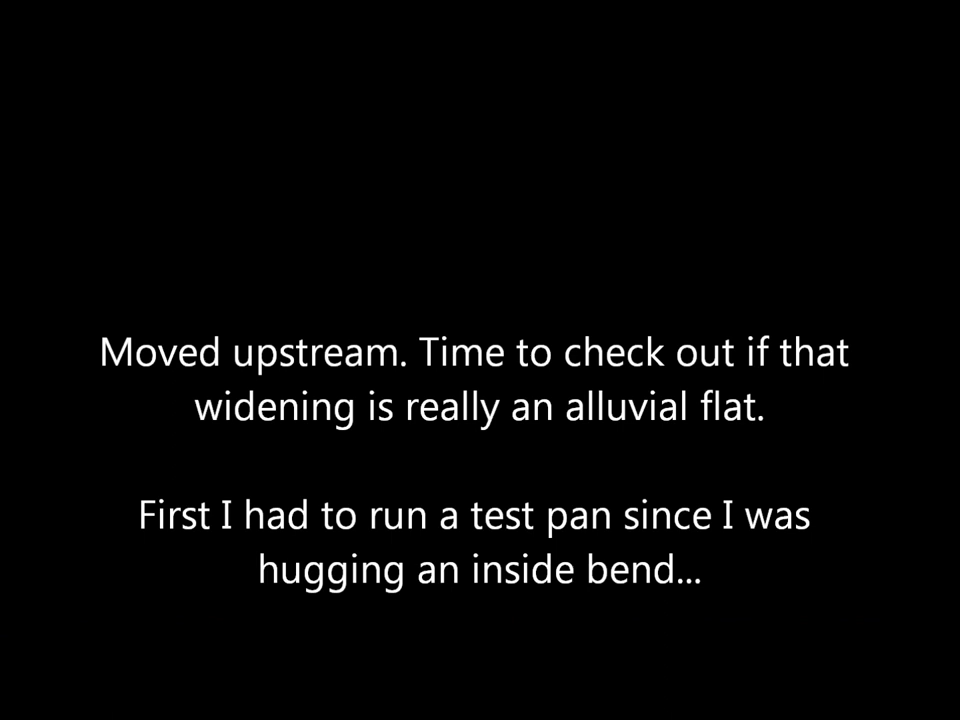 Moved upstream. Time to check out if that
widening is really an alluvial flat.
First I had to run a test pan since I was
hugging an inside bend...